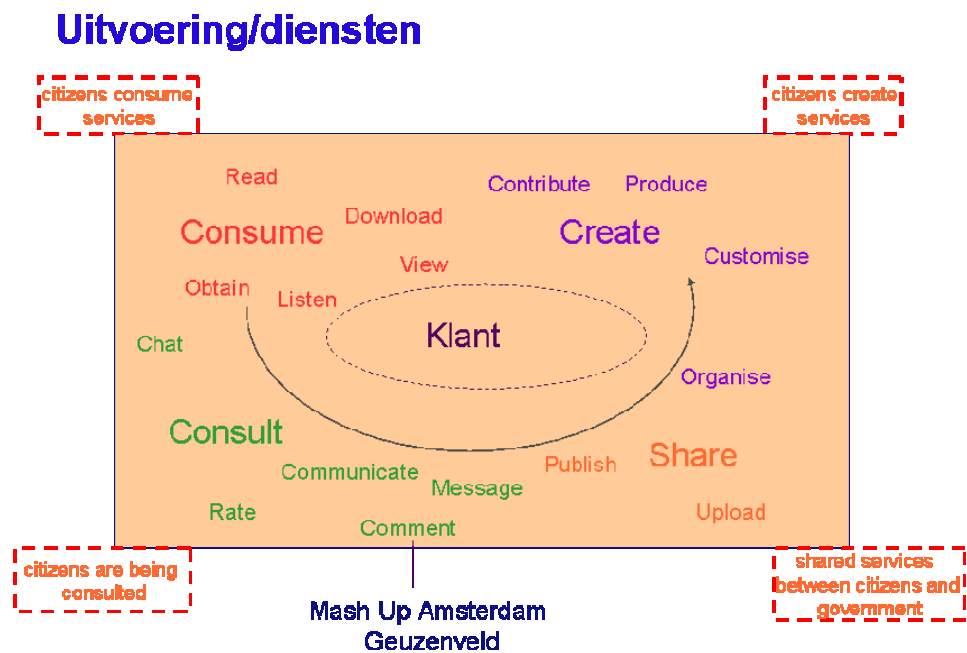 Uitvoering/diensten
citizens consume
services
citizens create
services
Read
Contribute
Produce
Download
Consume
Create
Customise
View
Obtain
Listen
Klant
Chat
Organise
Consult
Share
Publish
Communicate
Message
Rate
Upload
Comment
citizens are being
consulted
shared services
between citizens and
government
Mash Up Amsterdam
Geuzenveld